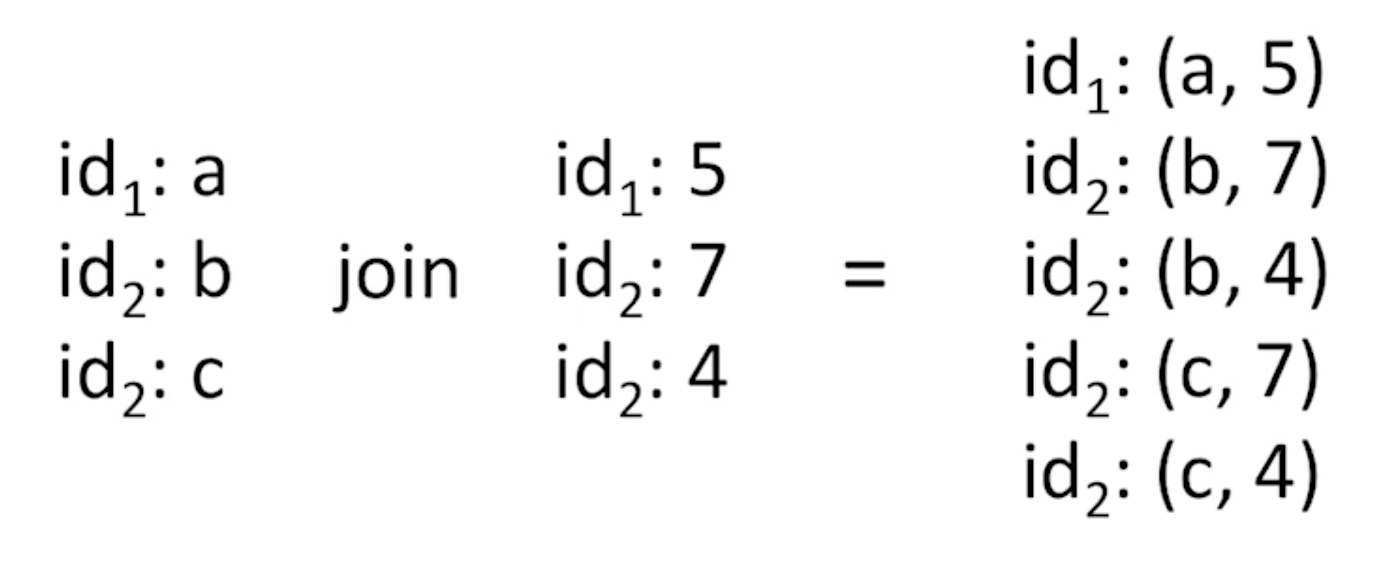 id₁: a
id₂: b
id₂: c
join
id₁: 5
id₂: 7
id₂: 4
=
id₁: (a, 5)
id₂: (b, 7)
id₂: (b, 4)
id₂: (c, 7)
id₂: (c, 4)